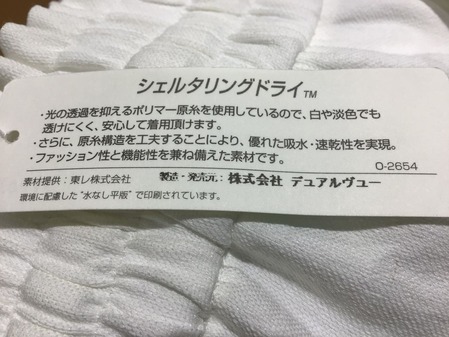 シェルタリングドライTM
・光の透過を抑えるポリマー原糸を使用しているので、白や淡色でも
透けにくく、安心して着用頂けます。
・さらに、原糸構造を工夫することにより、優れた吸水・速乾性を実現。
・ファッション性と機能性を兼ね備えた素材です。
O-2654
素材提供：東レ株式会社 製造・発売元：株式会社 デュアルヴュー
環境に配慮した“水なし平版”で印刷されています。